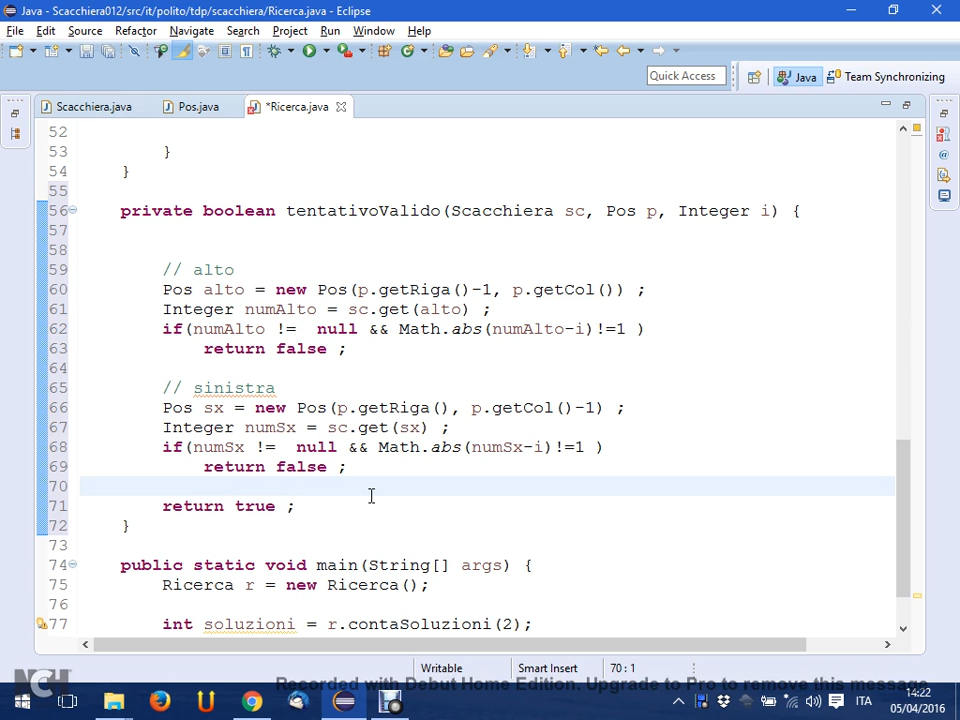 Java - Scacchiera012/src/it/polito/tdp/scacchiera/Ricerca.java - Eclipse
File Edit Source Refactor Navigate Search Project Run Window Help
Quick Access Java Team Synchronizing
Scacchiera.java Pos.java *Ricerca.java
52
53 }
54 }
55
56 private boolean tentativoValido(Scacchiera sc, Pos p, Integer i) {
57
58
59 // alto
60 Pos alto = new Pos(p.getRiga()-1, p.getCol()) ;
61 Integer numAlto = sc.get(alto) ;
62 if(numAlto != null && Math.abs(numAlto-i)!=1 )
63 return false ;
64
65 // sinistra
66 Pos sx = new Pos(p.getRiga(), p.getCol()-1) ;
67 Integer numSx = sc.get(sx) ;
68 if(numSx != null && Math.abs(numSx-i)!=1 )
69 return false ;
70
71 return true ;
72 }
73
74 public static void main(String[] args) {
75 Ricerca r = new Ricerca();
76
77 int soluzioni = r.contaSoluzioni(2);
Writable Smart Insert 70 : 1
NCH Recorded with Debut Home Edition. Upgrade to Pro to remove this message
ITA 14:22
05/04/2016